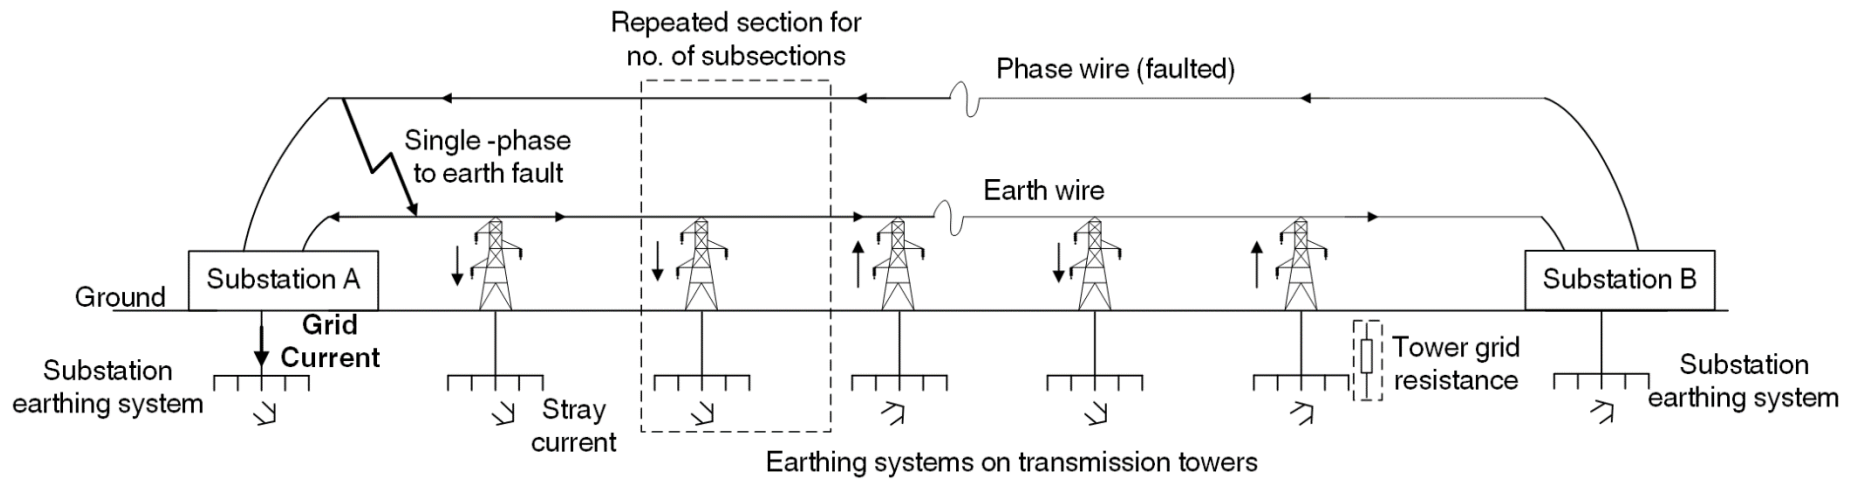 Repeated section for
no. of subsections
Phase wire (faulted)
Single -phase
to earth fault
Earth wire
Substation A
Substation B
Ground
Grid
Current
Substation
earthing system
Stray
current
Tower grid
resistance
Substation
earthing system
Earthing systems on transmission towers